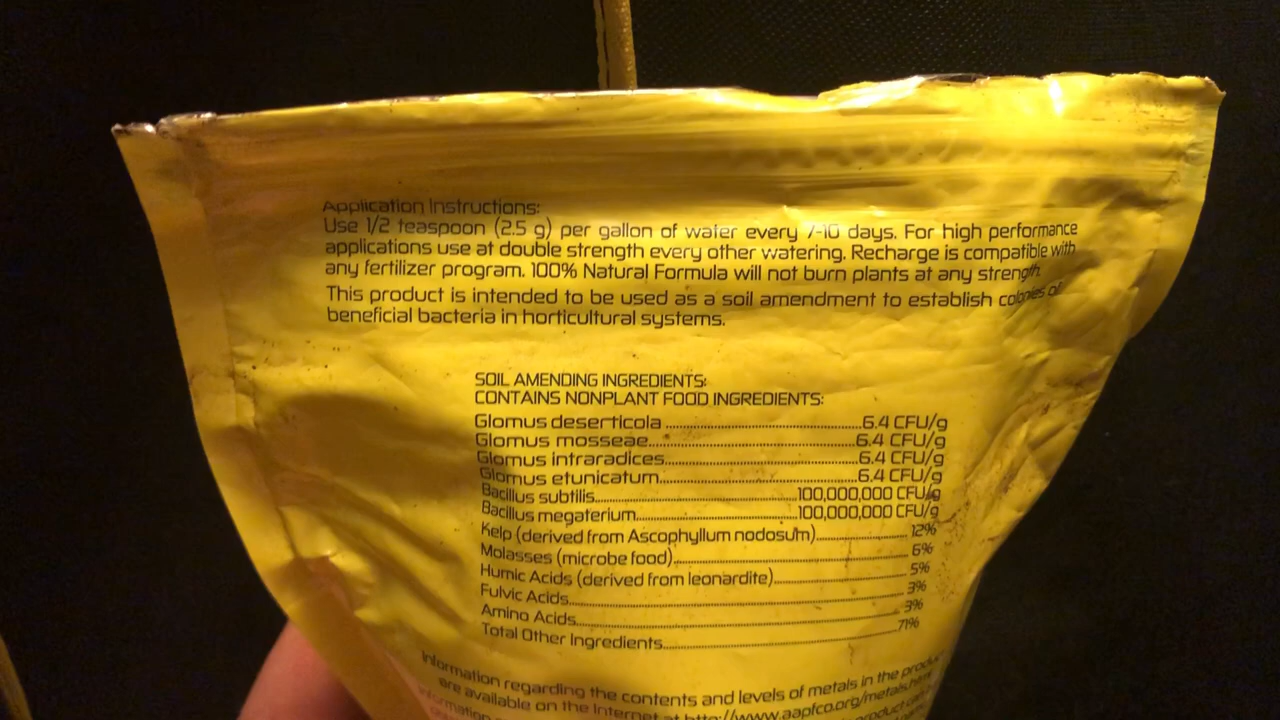 Application Instructions:
Use 1/2 teaspoon (2.5 g) per gallon of water every 7-10 days. For high performance
applications use at double strength every other watering. Recharge is compatible with
any fertilizer program. 100% Natural Formula will not burn plants at any strength.
This product is intended to be used as a soil amendment to establish colonies of
beneficial bacteria in horticultural systems.
SOIL AMENDING INGREDIENTS:
CONTAINS NONPLANT FOOD INGREDIENTS:
Glomus deserticola ........ 6.4 CFU/g
Glomus mosseae ........ 6.4 CFU/g
Glomus intraradices ........ 6.4 CFU/g
Glomus etunicatum ........ 6.4 CFU/g
Bacillus subtilis ........ 100,000,000 CFU/g
Bacillus megaterium ........ 100,000,000 CFU/g
Kelp (derived from Ascophyllum nodosum) ........ 12%
Molasses (microbe food) ........ 6%
Humic Acids (derived from leonardite) ........ 5%
Fulvic Acids ........ 3%
Amino Acids ........ 3%
Total Other Ingredients ........ 71%
Information regarding the contents and levels of metals in the product
are available on the Internet at http://www.aapfco.org/metals.html